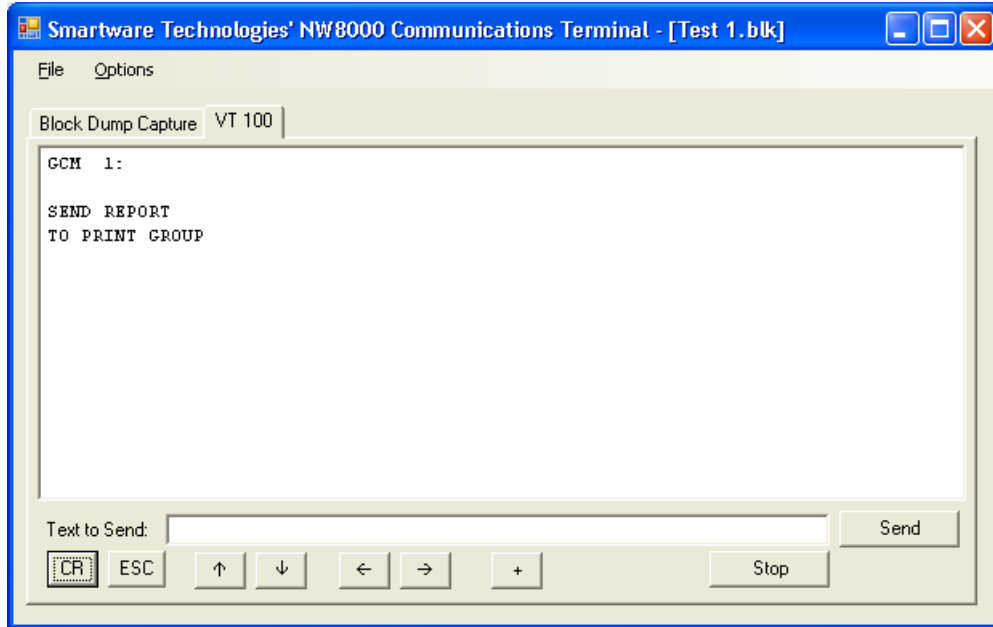 Smartware Technologies' NW8000 Communications Terminal - [Test 1.blk]
File Options
Block Dump Capture VT 100
GCM 1:
SEND REPORT
TO PRINT GROUP
Text to Send: Send
CR ESC ↑ ↓ ← → + Stop